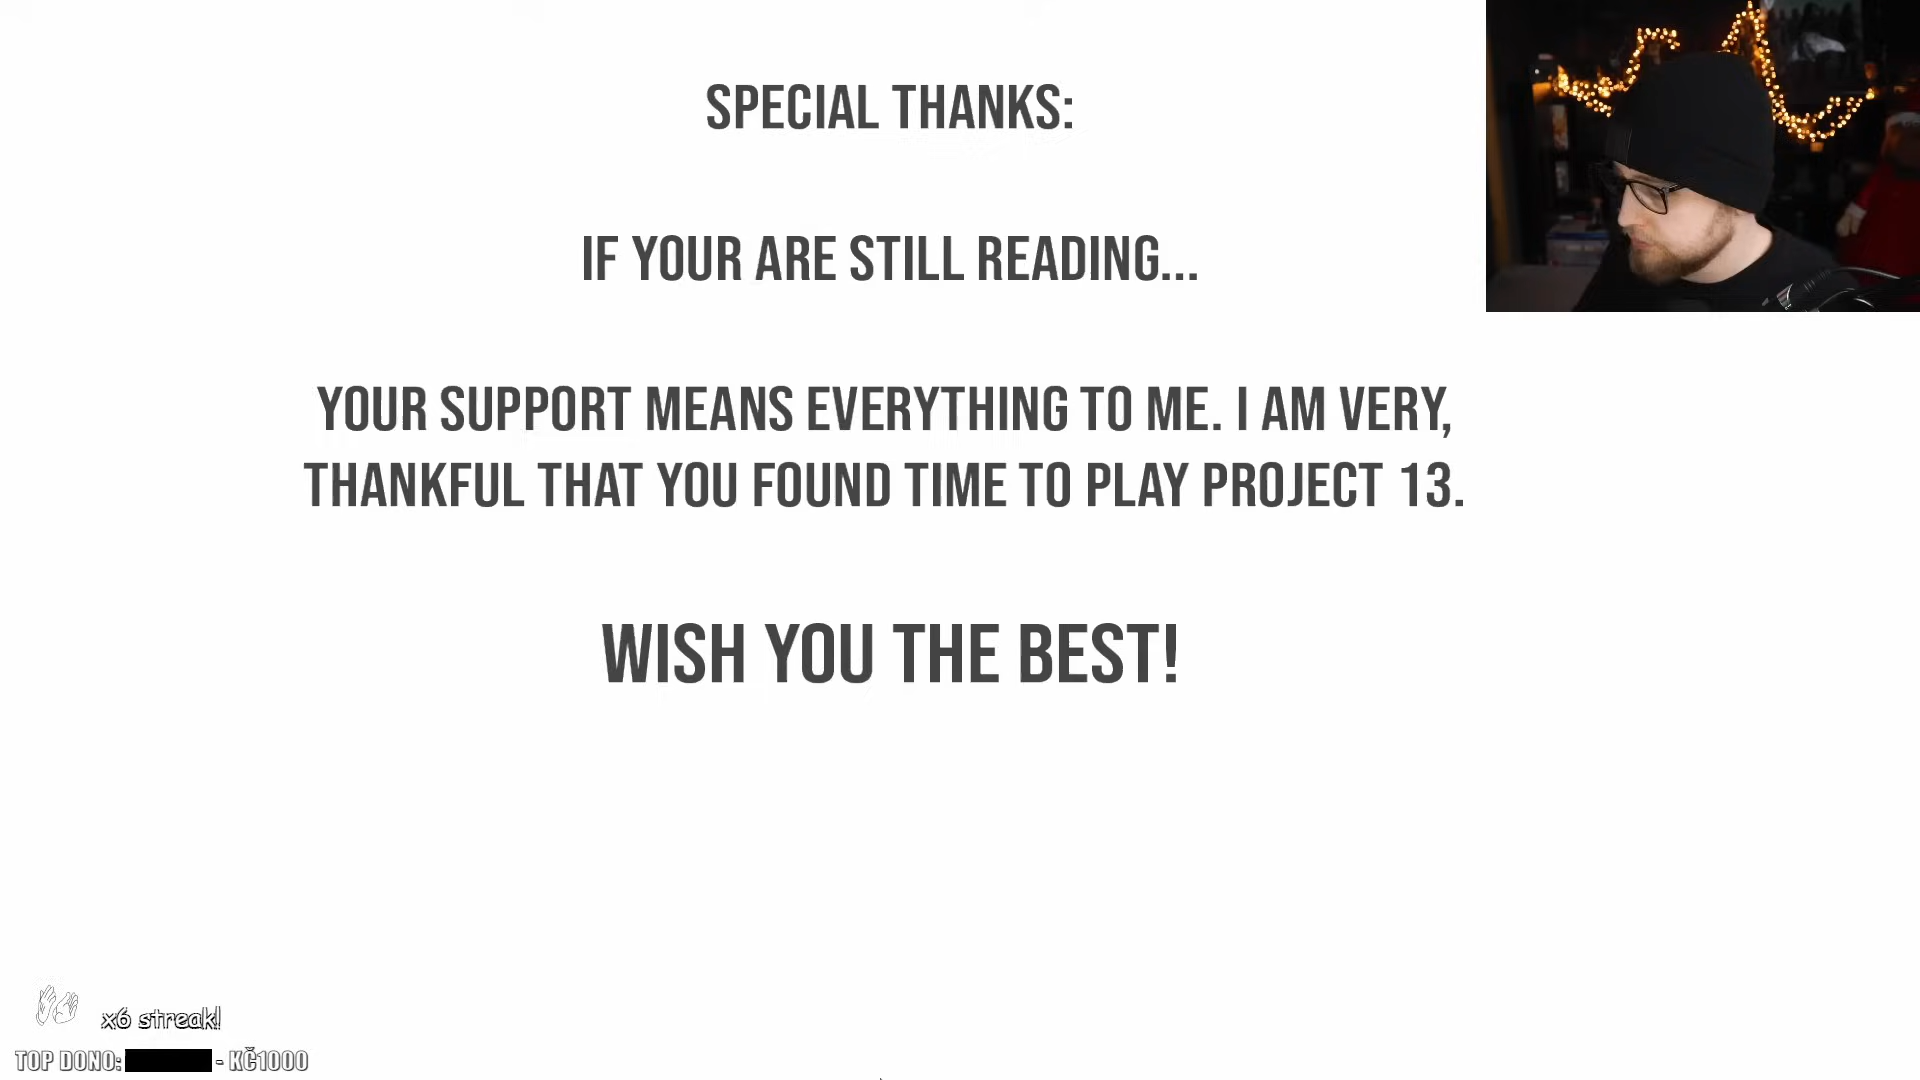 SPECIAL THANKS:
IF YOUR ARE STILL READING...
YOUR SUPPORT MEANS EVERYTHING TO ME. I AM VERY,
THANKFUL THAT YOU FOUND TIME TO PLAY PROJECT 13.
WISH YOU THE BEST!
x6 streak!
TOP DONO: - KČ1000